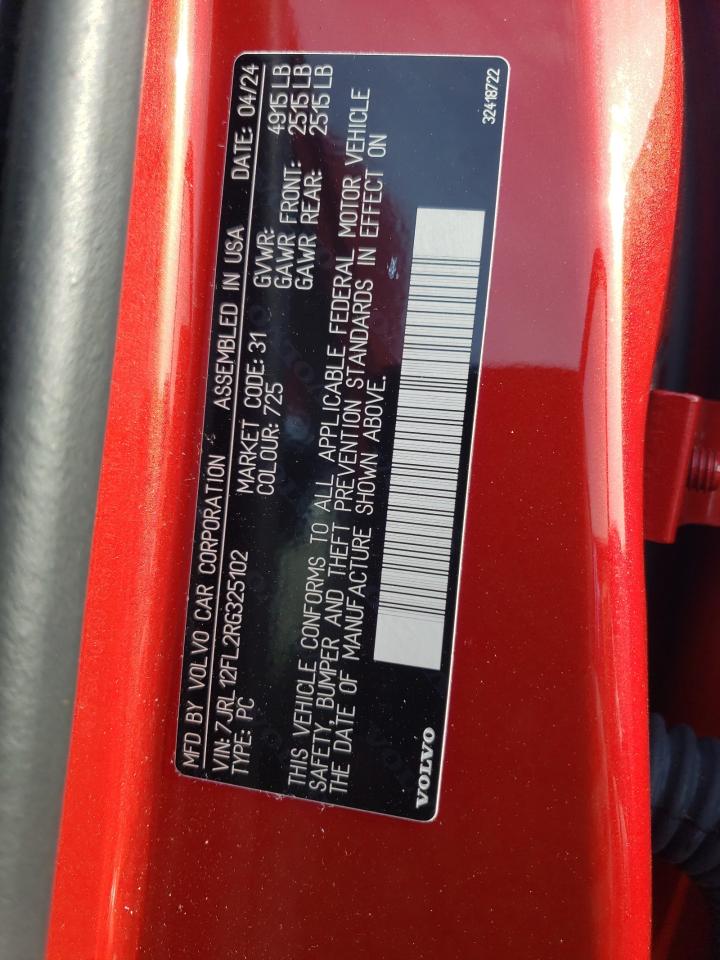 MFD BY VOLVO CAR CORPORATION ASSEMBLED IN USA DATE: 04/24
VIN: 7JRL12FL2RG325102 MARKET CODE: 31 GVWR: 4915 LB
TYPE: PC COLOUR: 725 GAWR FRONT: 2515 LB
GAWR REAR: 2515 LB
THIS VEHICLE CONFORMS TO ALL APPLICABLE FEDERAL MOTOR VEHICLE
SAFETY, BUMPER AND THEFT PREVENTION STANDARDS IN EFFECT ON
THE DATE OF MANUFACTURE SHOWN ABOVE.
VOLVO
32418722